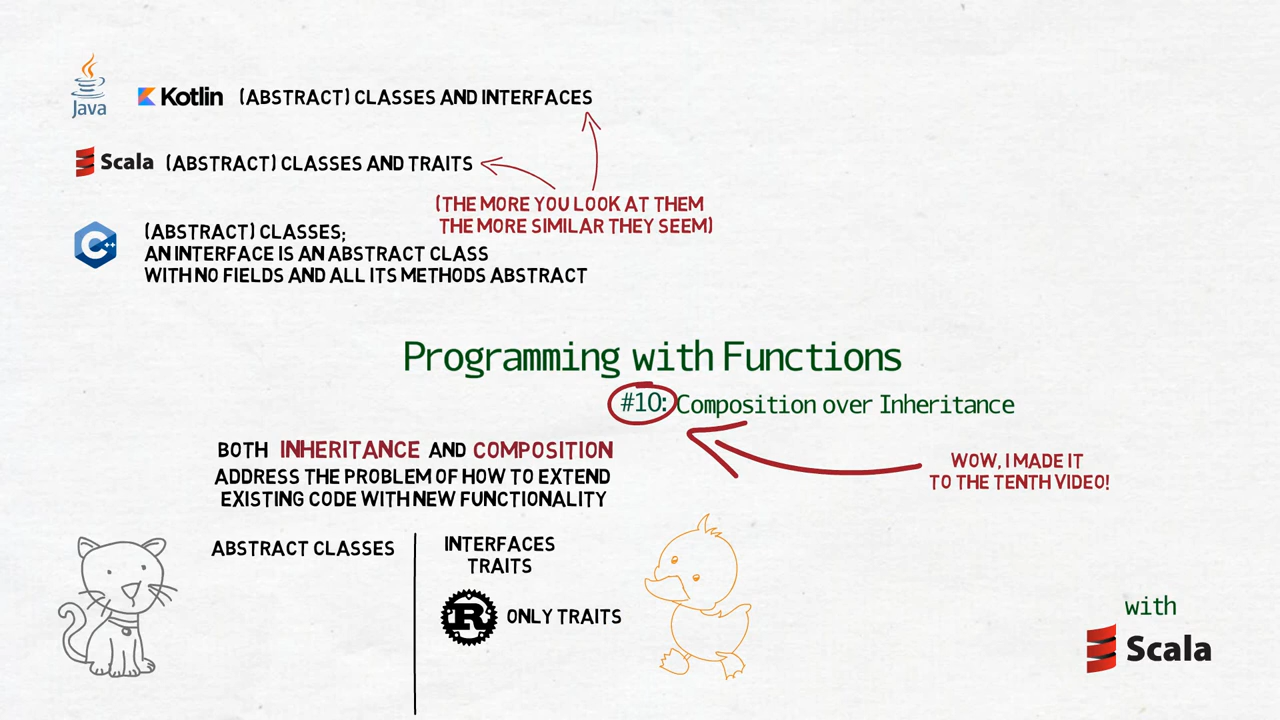 Java Kotlin (ABSTRACT) CLASSES AND INTERFACES
Scala (ABSTRACT) CLASSES AND TRAITS
(THE MORE YOU LOOK AT THEM
THE MORE SIMILAR THEY SEEM)
C++ (ABSTRACT) CLASSES;
AN INTERFACE IS AN ABSTRACT CLASS
WITH NO FIELDS AND ALL ITS METHODS ABSTRACT
Programming with Functions
#10: Composition over Inheritance
WOW, I MADE IT
TO THE TENTH VIDEO!
BOTH INHERITANCE AND COMPOSITION
ADDRESS THE PROBLEM OF HOW TO EXTEND
EXISTING CODE WITH NEW FUNCTIONALITY
ABSTRACT CLASSES
INTERFACES
TRAITS
R ONLY TRAITS
with
Scala